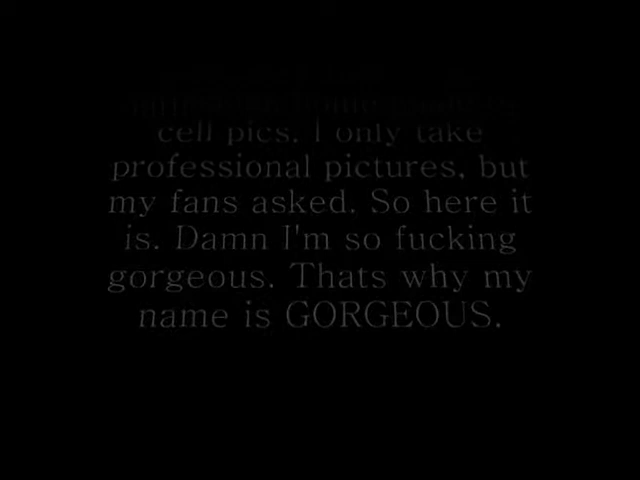 cell pics. I only take
professional pictures, but
my fans asked. So here it
is. Damn I'm so fucking
gorgeous. Thats why my
name is GORGEOUS.